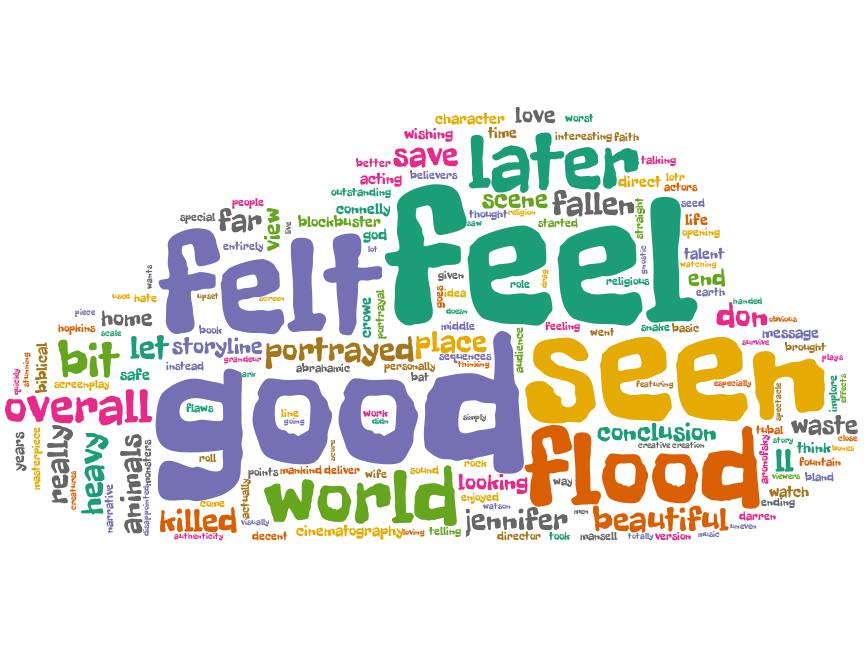 character love worst
wishing time interesting faith
better save later talking
acting believers direct lotr
outstanding scene actors
people connelly thought religion fallen straight seed
special far view live blockbuster feel saw started life
god opening
entirely felt lot gnostic talent
wants given watching
used hate upset screen crowe portrayal goes idea role drug religious end
earth
piece home book doesn handed
hopkins scale middle feeling went snake basic don obvious
bit let storyline portrayed place audience seen message
biblical grandeur sequences survive brought
quickly stunning instead abrahamic personally thinking plays
safe ark bat
screenplay good featuring especially spectacle implore effects
overall flaws line work simply
going didn
years masterpiece really heavy animals monsters score flood conclusion tubal waste
creative creation story close
creatures roll rock aronofsky ll think bones
points mankind deliver wife sound viewers fountain
narrative disappointed actually world looking way bland
come enjoyed watch
killed visually watson jennifer men beautiful ending
darren
authenticity decent cinematography loving telling director took mansell totally version music uneven